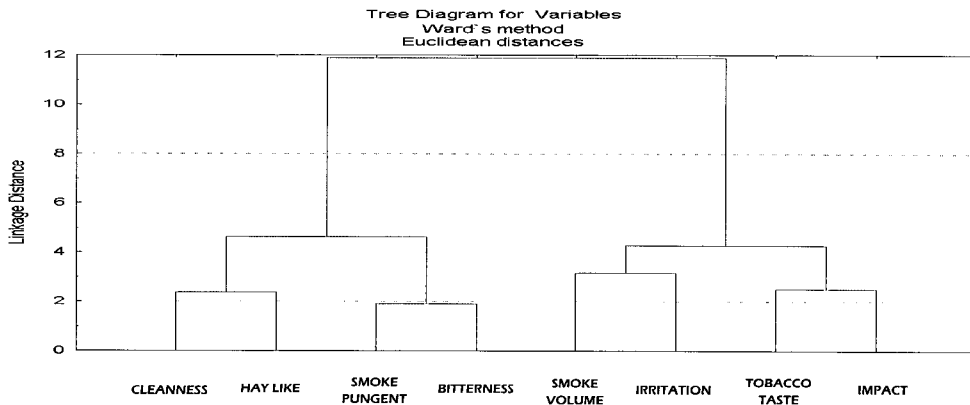 Tree Diagram for Variables
Ward`s method
Euclidean distances
Linkage Distance
12
10
8
6
4
2
0
CLEANNESS
HAY LIKE
SMOKE
PUNGENT
BITTERNESS
SMOKE
VOLUME
IRRITATION
TOBACCO
TASTE
IMPACT